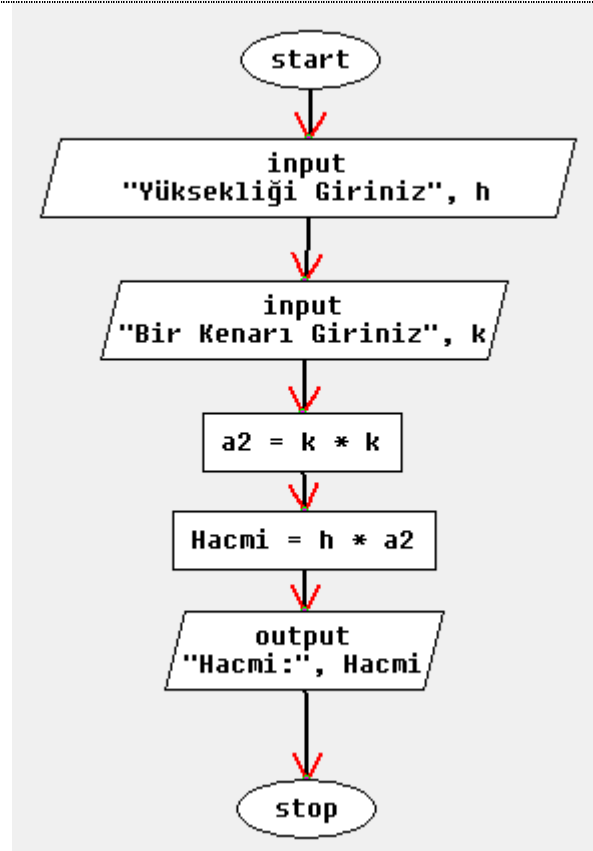 start
input
"Yüksekliği Giriniz", h
input
"Bir Kenarı Giriniz", k
a2 = k * k
Hacmi = h * a2
output
"Hacmi:", Hacmi
stop